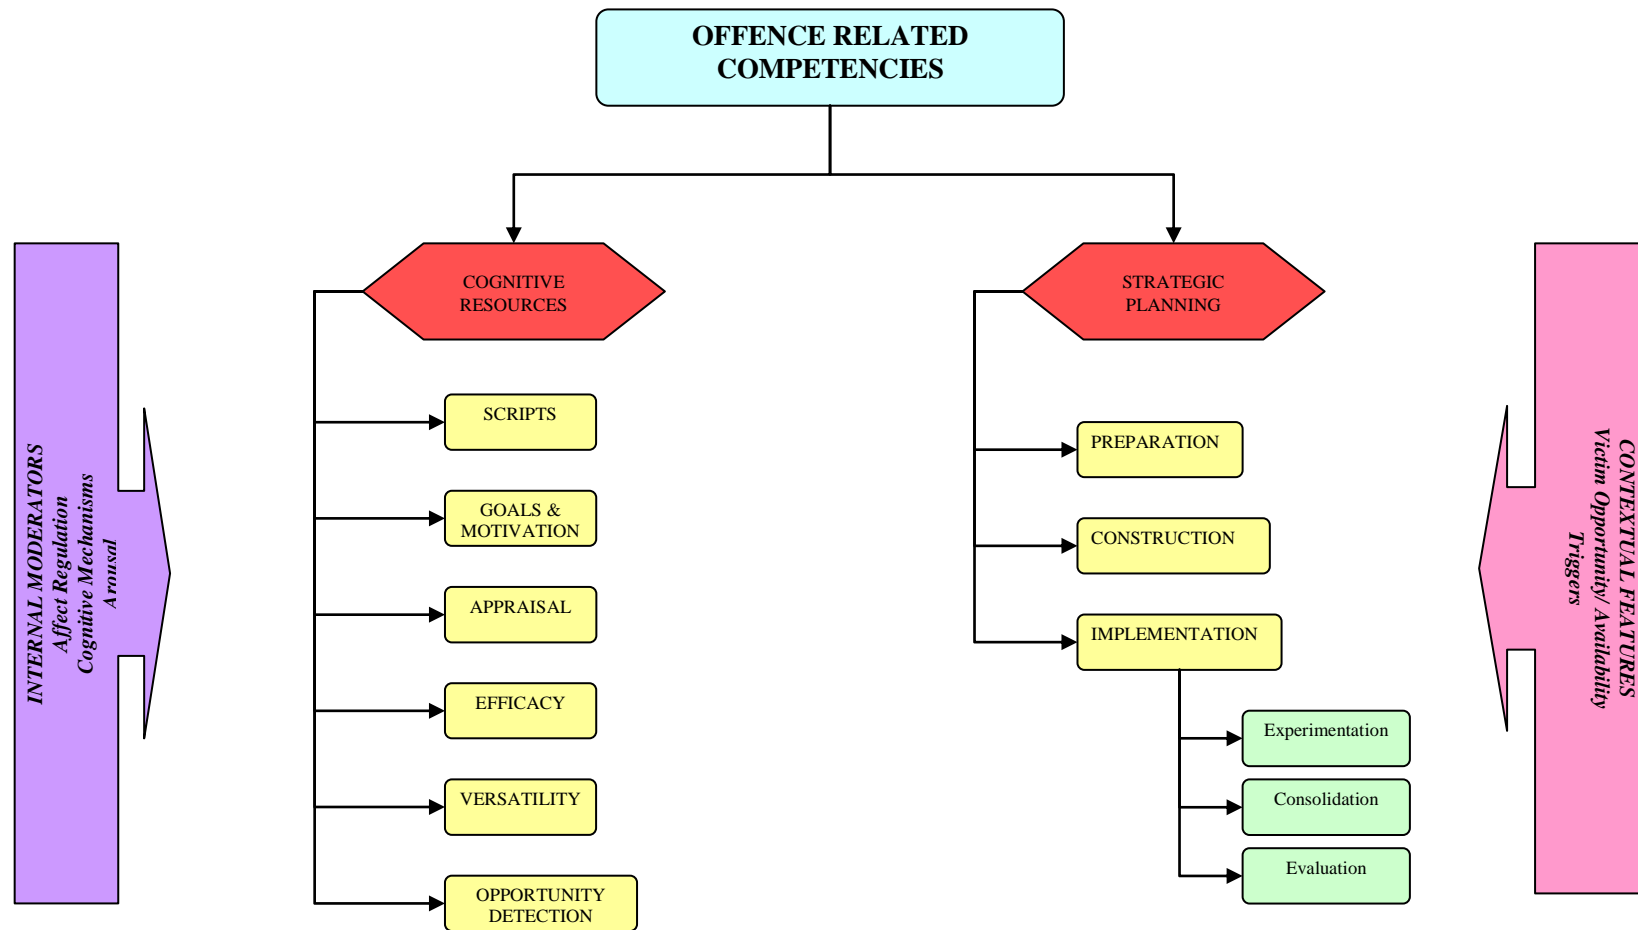 OFFENCE RELATED
COMPETENCIES
COGNITIVE
RESOURCES
STRATEGIC
PLANNING
INTERNAL MODERATORS
Affect Regulation
Cognitive Mechanisms
Arousal
SCRIPTS
GOALS &
MOTIVATION
APPRAISAL
EFFICACY
VERSATILITY
OPPORTUNITY
DETECTION
PREPARATION
CONSTRUCTION
IMPLEMENTATION
Experimentation
Consolidation
Evaluation
CONTEXTUAL FEATURES
Victim Opportunity/ Availability
Triggers